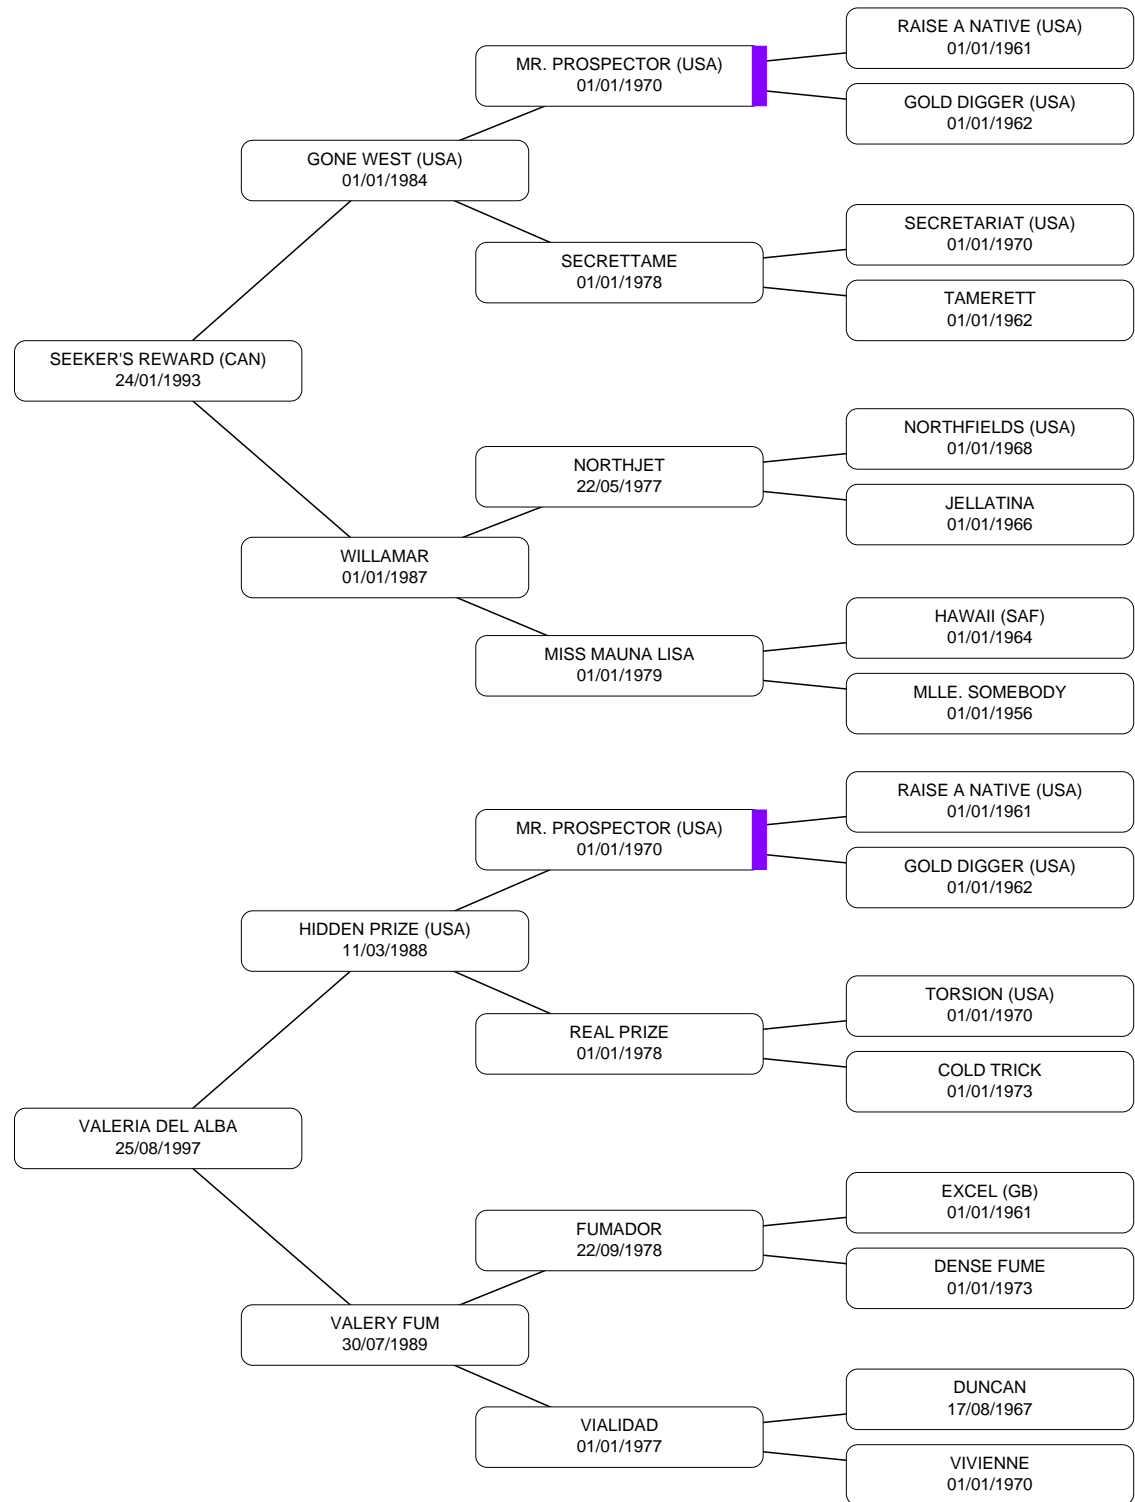 RAISE A NATIVE (USA)
01/01/1961
MR. PROSPECTOR (USA)
01/01/1970
GOLD DIGGER (USA)
01/01/1962
GONE WEST (USA)
01/01/1984
SECRETARIAT (USA)
01/01/1970
SECRETTAME
01/01/1978
TAMERETT
01/01/1962
SEEKER'S REWARD (CAN)
24/01/1993
NORTHFIELDS (USA)
01/01/1968
NORTHJET
22/05/1977
JELLATINA
01/01/1966
WILLAMAR
01/01/1987
HAWAII (SAF)
01/01/1964
MISS MAUNA LISA
01/01/1979
MLLE. SOMEBODY
01/01/1956
RAISE A NATIVE (USA)
01/01/1961
MR. PROSPECTOR (USA)
01/01/1970
GOLD DIGGER (USA)
01/01/1962
HIDDEN PRIZE (USA)
11/03/1988
TORSION (USA)
01/01/1970
REAL PRIZE
01/01/1978
COLD TRICK
01/01/1973
VALERIA DEL ALBA
25/08/1997
EXCEL (GB)
01/01/1961
FUMADOR
22/09/1978
DENSE FUME
01/01/1973
VALERY FUM
30/07/1989
DUNCAN
17/08/1967
VIALIDAD
01/01/1977
VIVIENNE
01/01/1970